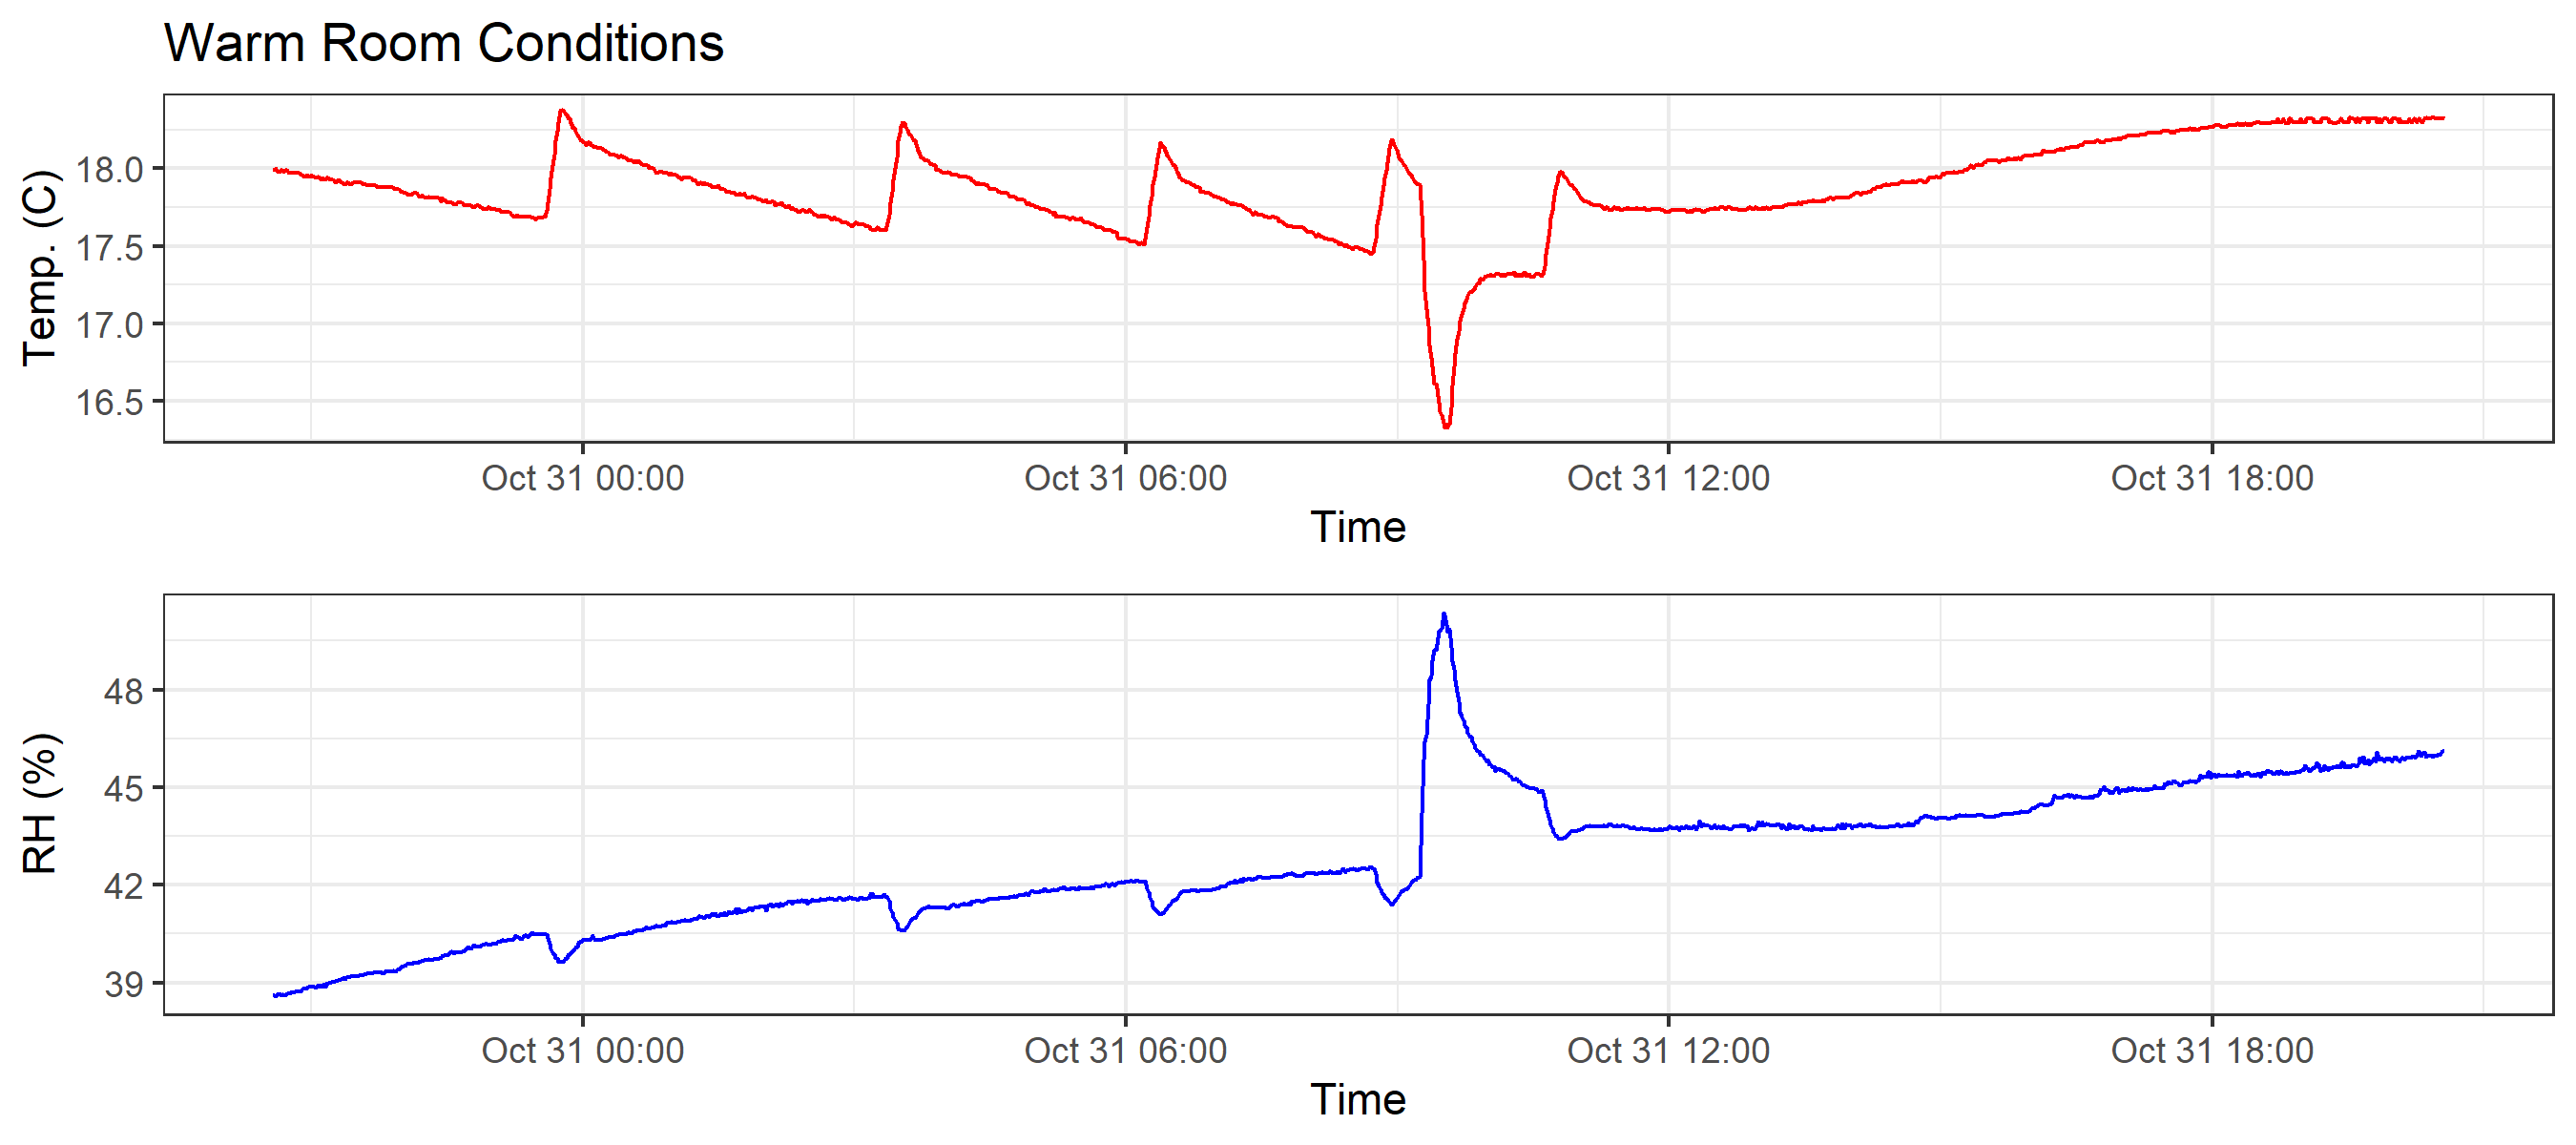 Warm Room Conditions
Temp. (C)
18.0
17.5
17.0
16.5
Oct 31 00:00 Oct 31 06:00 Oct 31 12:00 Oct 31 18:00
Time
RH (%)
48
45
42
39
Oct 31 00:00 Oct 31 06:00 Oct 31 12:00 Oct 31 18:00
Time